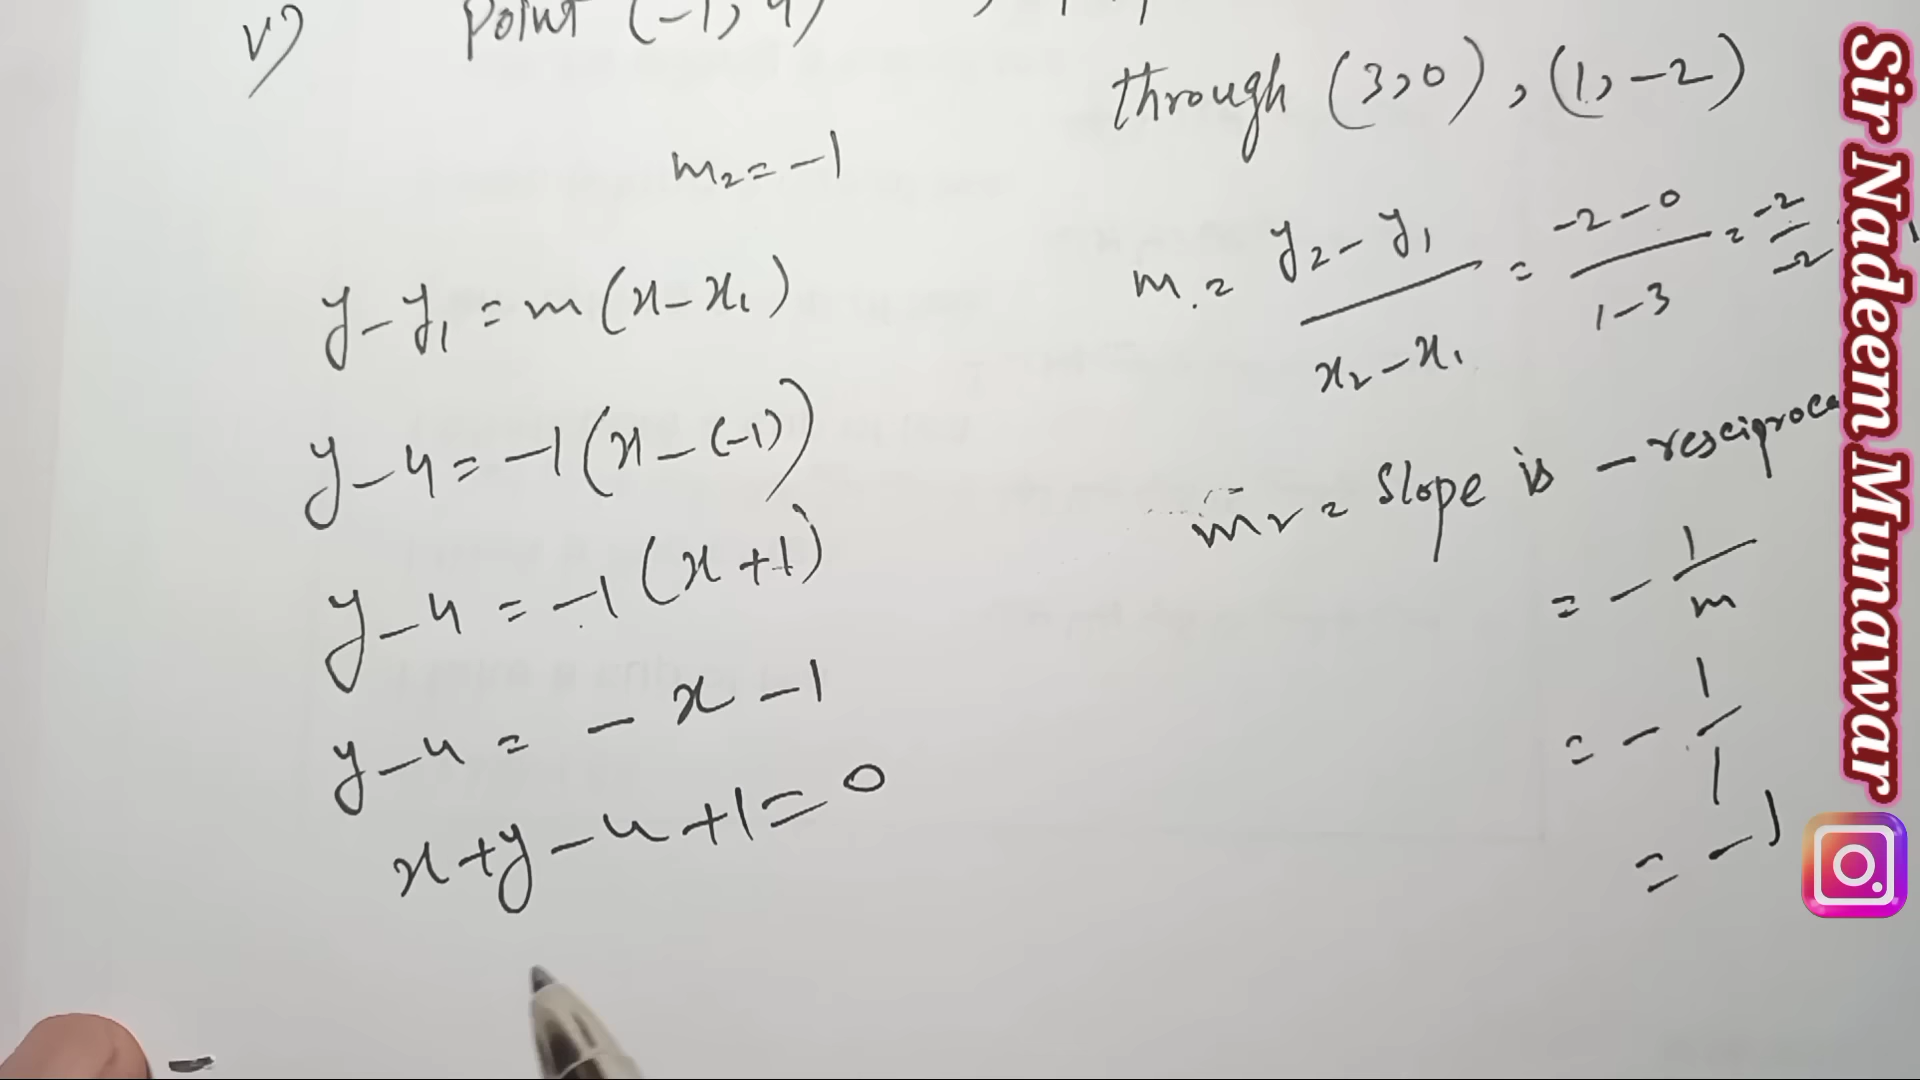 v) Point (-1, 4)
through (3,0), (1, -2)
m₂ = -1
m₁ = y₂ - y₁ / x₂ - x₁ = -2 - 0 / 1 - 3 = -2 / -2
y - y₁ = m(x - x₁)
y - 4 = -1(x - (-1))
m₂ = Slope is - resciproca
y - 4 = -1(x + 1)
= - 1/m
y - 4 = - x - 1
= - 1/1
x + y - 4 + 1 = 0
= -1
Sir Nadeem Munawar